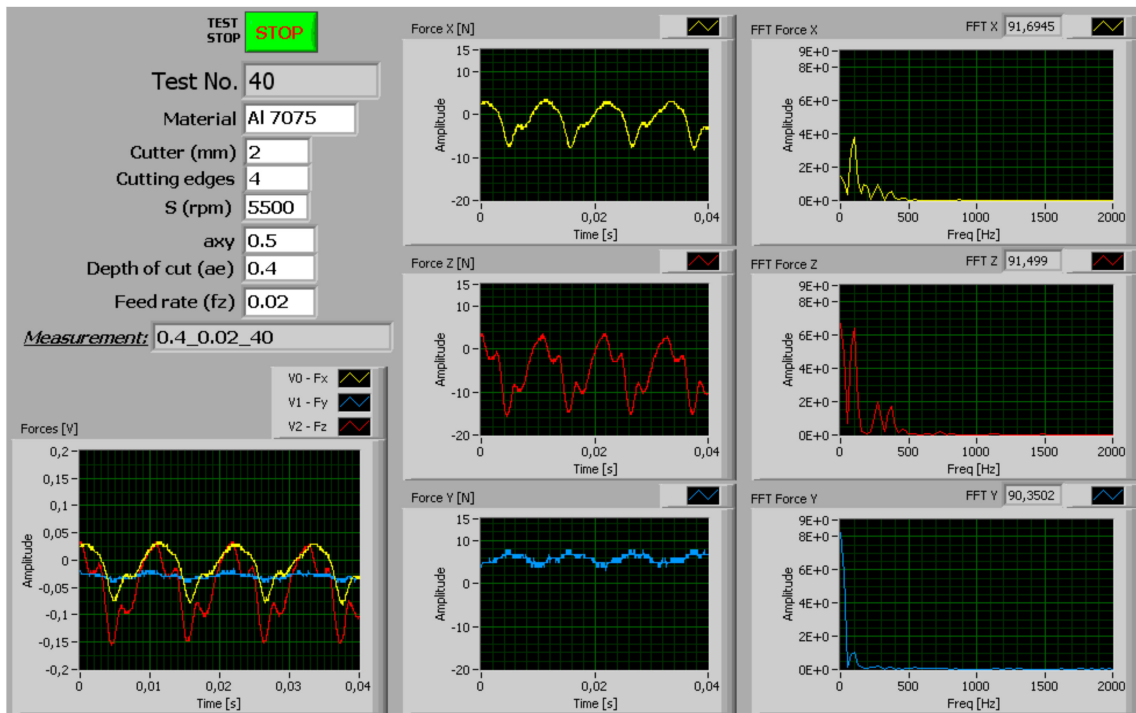 TEST
STOP
STOP
Test No. 40
Material Al 7075
Cutter (mm) 2
Cutting edges 4
S (rpm) 5500
axy 0.5
Depth of cut (ae) 0.4
Feed rate (fz) 0.02
Measurement: 0.4_0.02_40
V0 - Fx
V1 - Fy
V2 - Fz
Forces [V]
Amplitude
0,2
0,15
0,1
0,05
0
-0,05
-0,1
-0,15
-0,2
0 0,01 0,02 0,03 0,04
Time [s]
Force X [N]
Amplitude
15
10
0
-10
-20
0 0,02 0,04
Time [s]
Force Z [N]
Amplitude
15
10
0
-10
-20
0 0,02 0,04
Time [s]
Force Y [N]
Amplitude
15
10
0
-10
-20
0 0,02 0,04
Time [s]
FFT Force X FFT X 91,6945
Amplitude
9E+0
8E+0
6E+0
4E+0
2E+0
0E+0
0 500 1000 1500 2000
Freq [Hz]
FFT Force Z FFT Z 91,499
Amplitude
9E+0
8E+0
6E+0
4E+0
2E+0
0E+0
0 500 1000 1500 2000
Freq [Hz]
FFT Force Y FFT Y 90,3502
Amplitude
9E+0
8E+0
6E+0
4E+0
2E+0
0E+0
0 500 1000 1500 2000
Freq [Hz]